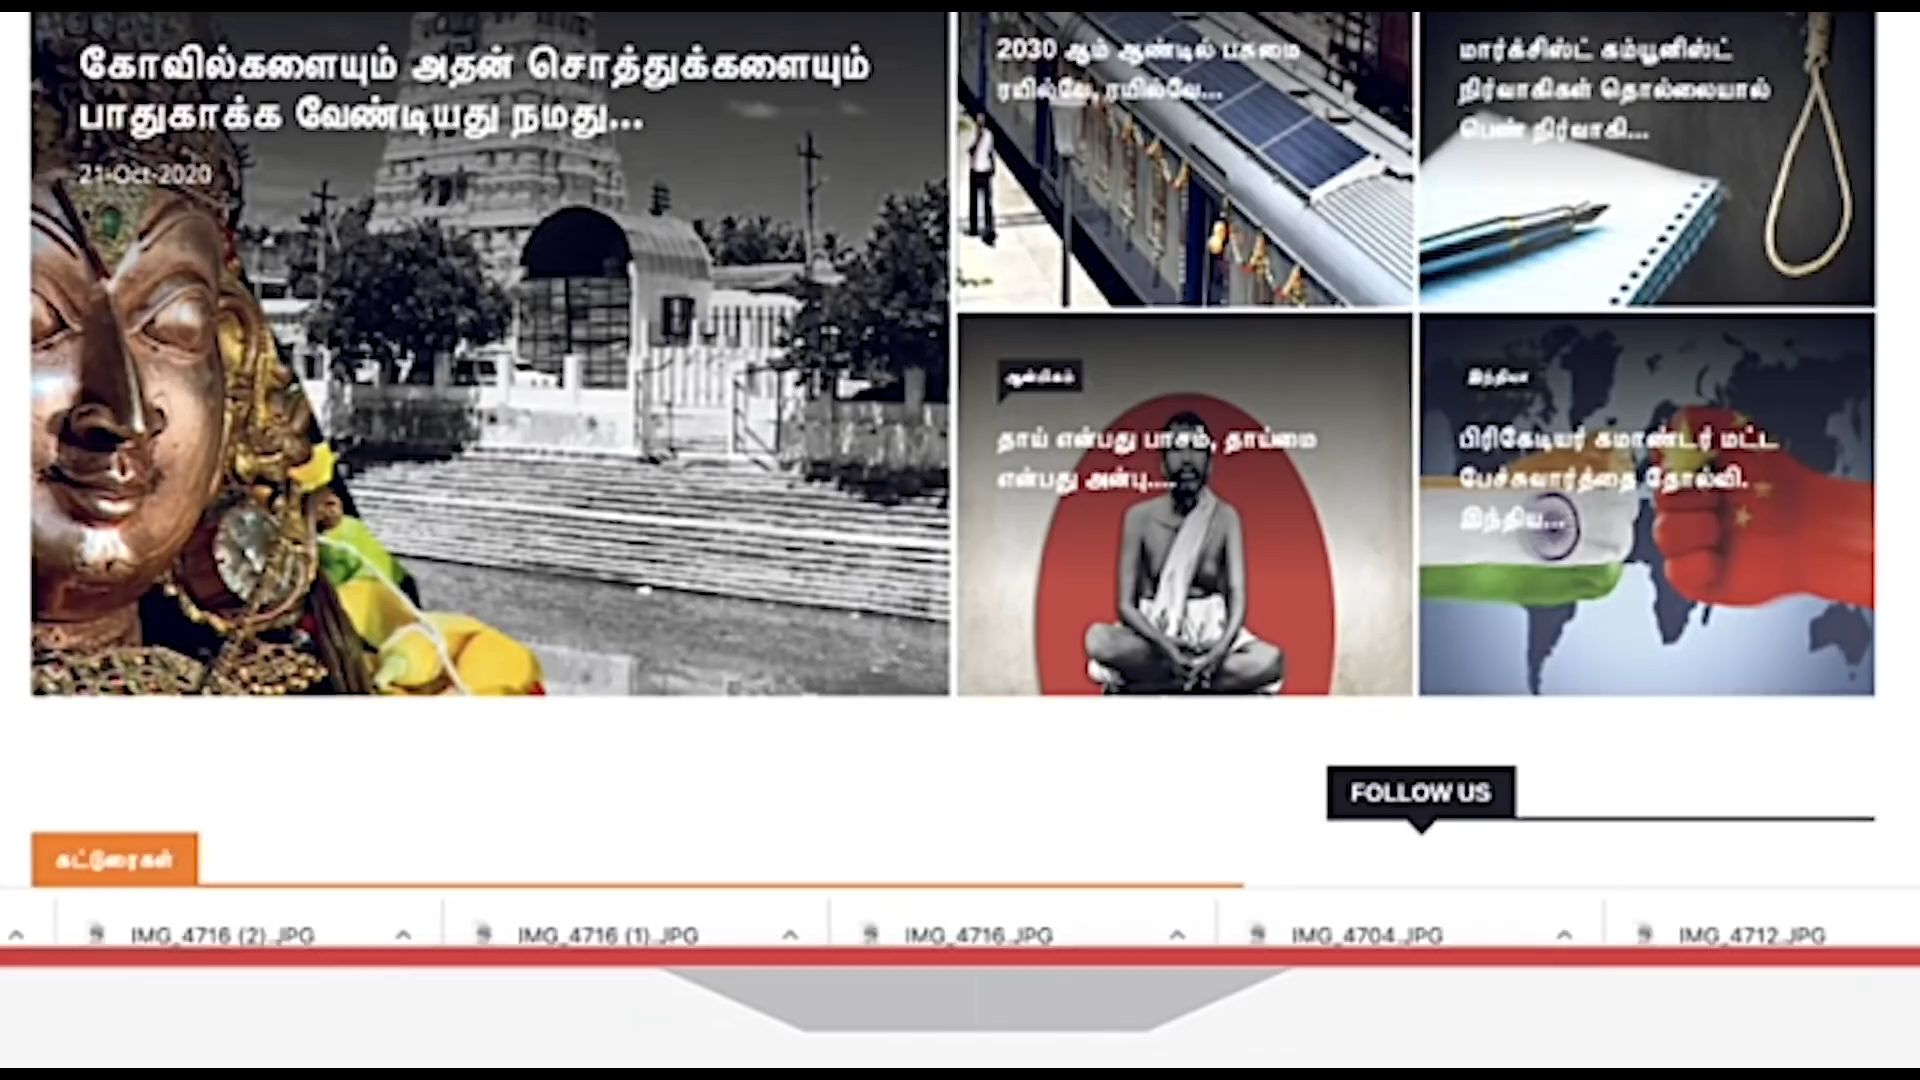 கோவில்களையும் அதன் சொத்துக்களையும்
பாதுகாக்க வேண்டியது நமது...
21-Oct-2020
2030 ஆம் ஆண்டில் பசுமை
ரயில்வே, ரயில்வே...
மார்க்சிஸ்ட் கம்யூனிஸ்ட்
நிர்வாகிகள் தொல்லையால்
பெண் நிர்வாகி...
ஆன்மிகம்
தாய் என்பது பாசம், தாய்மை
என்பது அன்பு....
இந்தியா
பிரிகேடியர் கமாண்டர் மட்ட
பேச்சுவார்த்தை தோல்வி.
இந்திய...
FOLLOW US
கட்டுரைகள்
IMG_4716 (2).JPG
IMG_4716 (1).JPG
IMG_4716.JPG
IMG_4704.JPG
IMG_4712.JPG